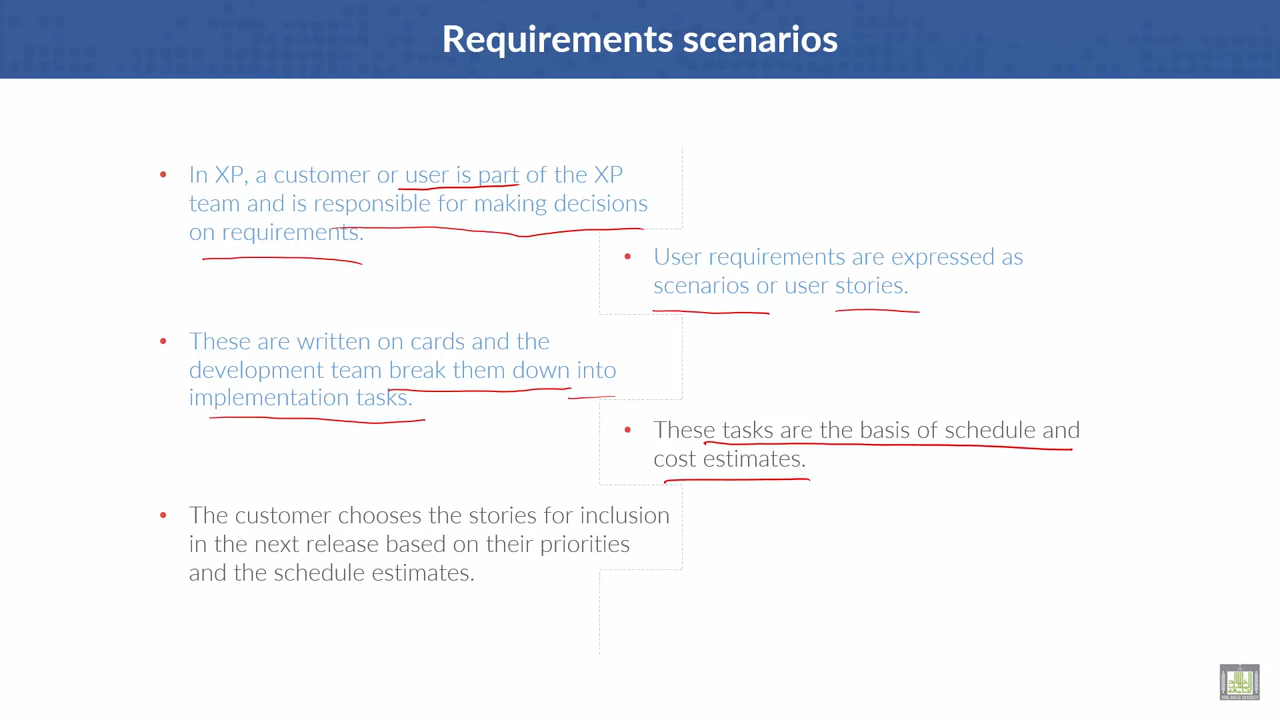 Requirements scenarios
• In XP, a customer or user is part of the XP
team and is responsible for making decisions
on requirements.
• User requirements are expressed as
scenarios or user stories.
• These are written on cards and the
development team break them down into
implementation tasks.
• These tasks are the basis of schedule and
cost estimates.
• The customer chooses the stories for inclusion
in the next release based on their priorities
and the schedule estimates.